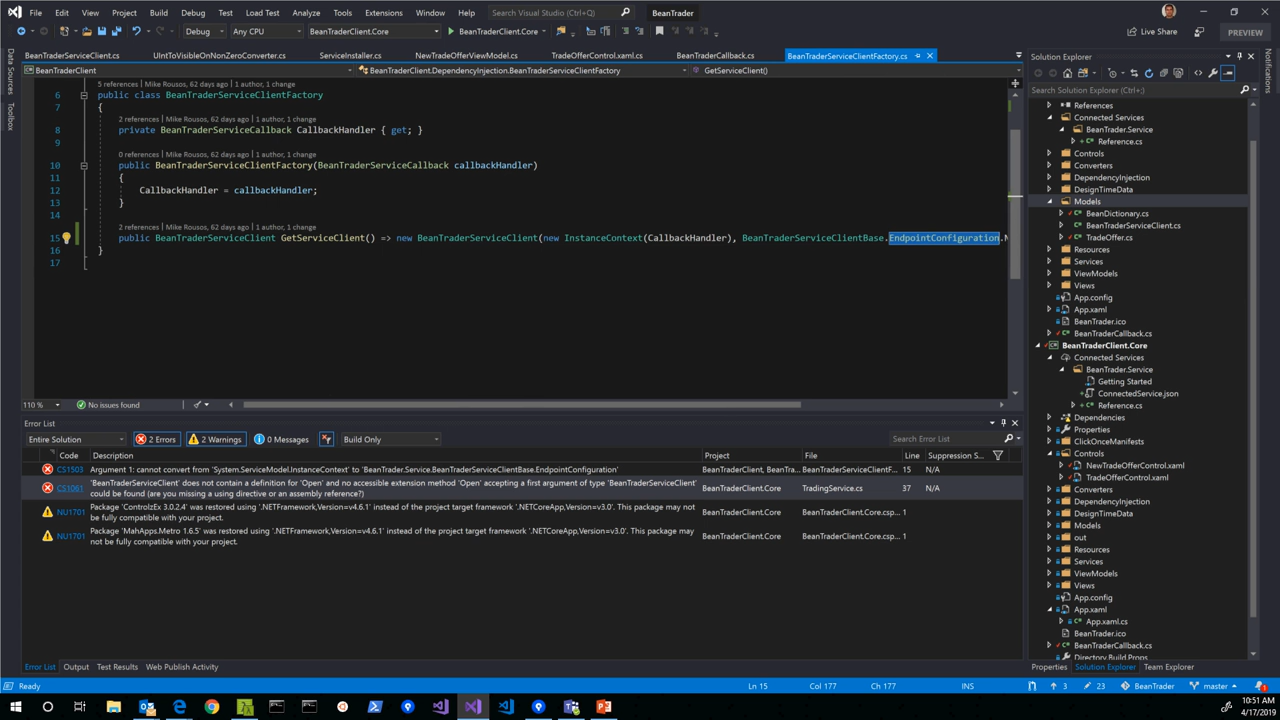 File Edit View Project Build Debug Test Load Test Analyze Tools Extensions Window Help Search Visual Studio (Ctrl+Q) BeanTrader
Debug Any CPU BeanTraderClient.Core BeanTraderClient.Core Live Share PREVIEW
BeanTraderServiceClient.cs UIntToVisibleOnNonZeroConverter.cs ServiceInstaller.cs NewTradeOfferViewModel.cs TradeOfferControl.xaml.cs BeanTraderCallback.cs BeanTraderServiceClientFactory.cs
BeanTraderClient BeanTraderClient.DependencyInjection.BeanTraderServiceClientFactory GetServiceClient()
Data Sources
Toolbox
5 references | Mike Rousos, 62 days ago | 1 author, 1 change
6 public class BeanTraderServiceClientFactory
7 {
2 references | Mike Rousos, 62 days ago | 1 author, 1 change
8 private BeanTraderServiceCallback CallbackHandler { get; }
9
0 references | Mike Rousos, 62 days ago | 1 author, 1 change
10 public BeanTraderServiceClientFactory(BeanTraderServiceCallback callbackHandler)
11 {
12 CallbackHandler = callbackHandler;
13 }
14
2 references | Mike Rousos, 62 days ago | 1 author, 1 change
15 public BeanTraderServiceClient GetServiceClient() => new BeanTraderServiceClient(new InstanceContext(CallbackHandler), BeanTraderServiceClientBase.EndpointConfiguration.
16 }
17
110 % No issues found
Error List
Entire Solution 2 Errors 2 Warnings 0 Messages Build Only Search Error List
Code Description Project File Line Suppression S...
CS1503 Argument 1: cannot convert from 'System.ServiceModel.InstanceContext' to 'BeanTrader.Service.BeanTraderServiceClientBase.EndpointConfiguration' BeanTraderClient, BeanTra... BeanTraderServiceClientF... 15 N/A
CS1061 'BeanTraderServiceClient' does not contain a definition for 'Open' and no accessible extension method 'Open' accepting a first argument of type 'BeanTraderServiceClient'
could be found (are you missing a using directive or an assembly reference?) BeanTraderClient.Core TradingService.cs 37 N/A
NU1701 Package 'ControlzEx 3.0.2.4' was restored using '.NETFramework,Version=v4.6.1' instead of the project target framework '.NETCoreApp,Version=v3.0'. This package may not
be fully compatible with your project. BeanTraderClient.Core BeanTraderClient.Core.csp... 1
NU1701 Package 'MahApps.Metro 1.6.5' was restored using '.NETFramework,Version=v4.6.1' instead of the project target framework '.NETCoreApp,Version=v3.0'. This package may
not be fully compatible with your project. BeanTraderClient.Core BeanTraderClient.Core.csp... 1
Error List Output Test Results Web Publish Activity
Solution Explorer
Search Solution Explorer (Ctrl+;)
References
Connected Services
BeanTrader.Service
Reference.cs
Controls
Converters
DependencyInjection
DesignTimeData
Models
BeanDictionary.cs
BeanTraderServiceClient.cs
TradeOffer.cs
Resources
Services
ViewModels
Views
App.config
App.xaml
BeanTrader.ico
BeanTraderCallback.cs
BeanTraderClient.Core
Connected Services
BeanTrader.Service
Getting Started
ConnectedService.json
Reference.cs
Dependencies
Properties
ClickOnceManifests
Controls
NewTradeOfferControl.xaml
TradeOfferControl.xaml
Converters
DependencyInjection
DesignTimeData
Models
out
Resources
Services
ViewModels
Views
App.config
App.xaml
App.xaml.cs
BeanTrader.ico
BeanTraderCallback.cs
Directory.Build.Props
Properties Solution Explorer Team Explorer
Notifications
Ready Ln 15 Col 177 Ch 177 INS 3 23 BeanTrader master 1
10:51 AM
4/17/2019